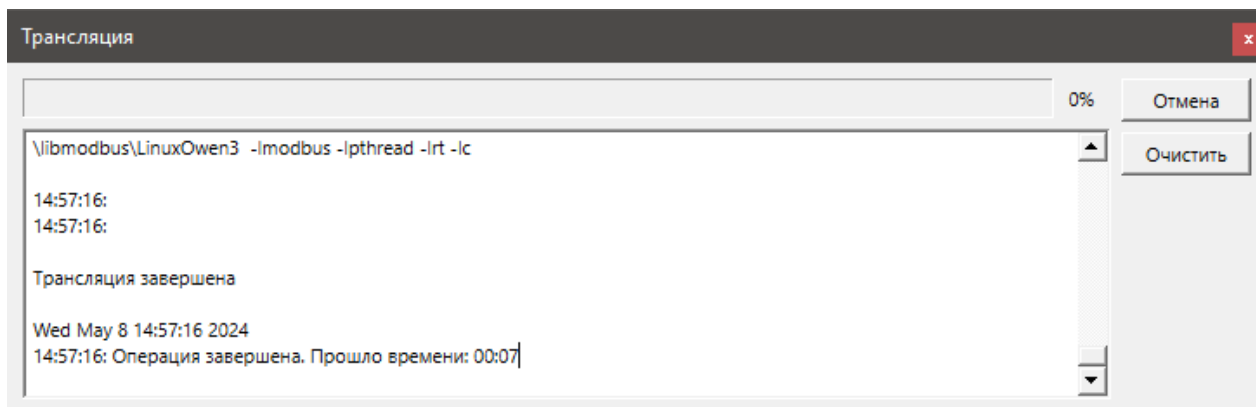 Трансляция
x
0%
Отмена
Очистить
\libmodbus\LinuxOwen3  -lmodbus -lpthread -lrt -lc
14:57:16:
14:57:16:
Трансляция завершена
Wed May 8 14:57:16 2024
14:57:16: Операция завершена. Прошло времени: 00:07